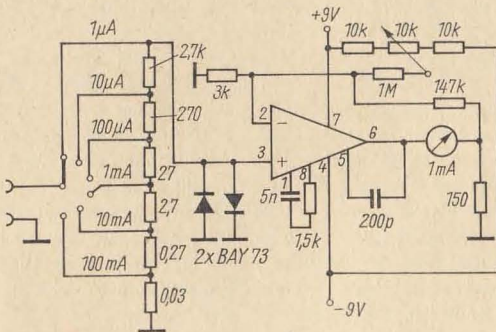 1µA
2,7k
10µA
270
100µA
27
1mA
2,7
10mA
0,27
100mA
0,03
+9V
10k
10k
10k
3k
1M
147k
2
−
7
6
3
+
1
8
4
5
5n
1,5k
200p
1mA
150
2x BAY 73
−9V